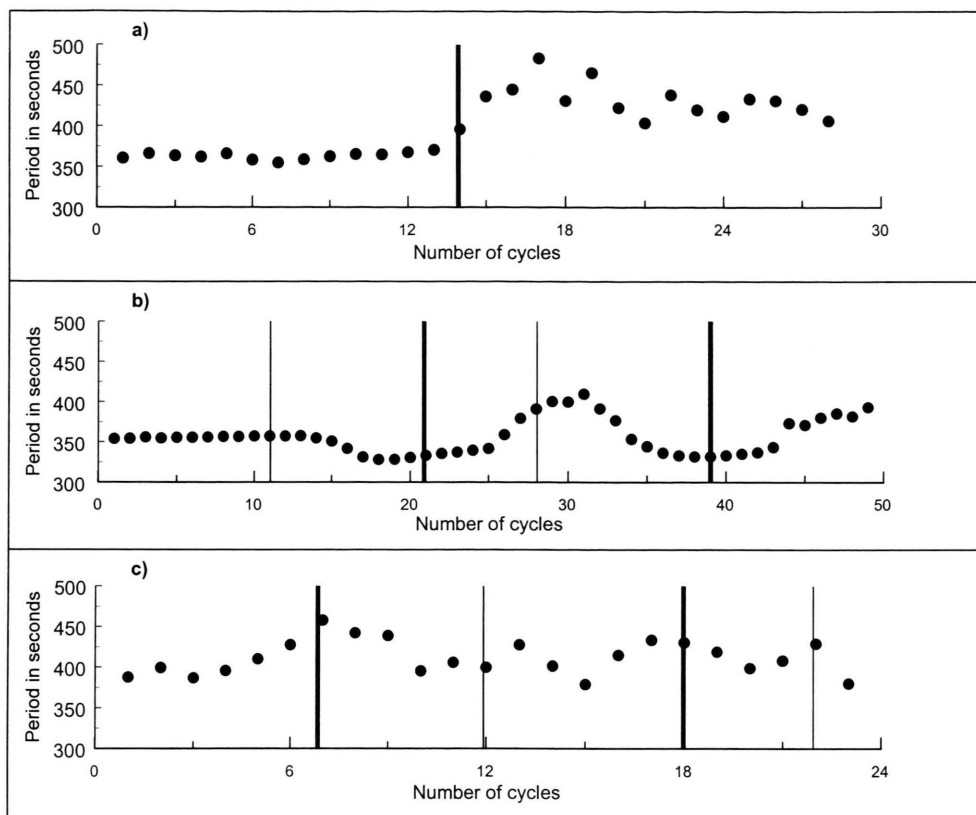 a)
500
450
400
350
300
Period in seconds
0 6 12 18 24 30
Number of cycles
b)
500
450
400
350
300
Period in seconds
0 10 20 30 40 50
Number of cycles
c)
500
450
400
350
300
Period in seconds
0 6 12 18 24
Number of cycles